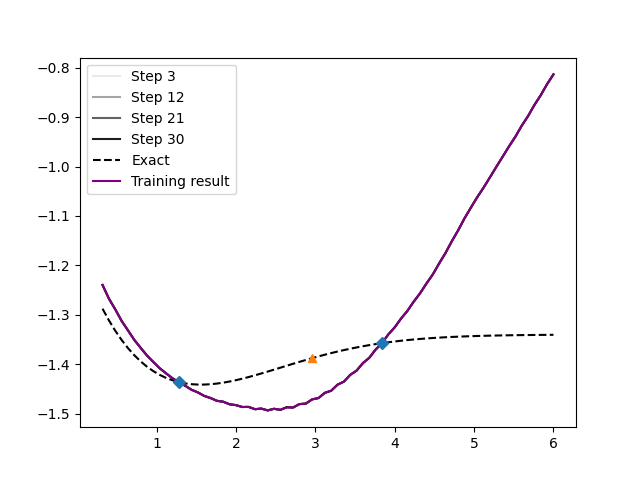 −0.8
−0.9
−1.0
−1.1
−1.2
−1.3
−1.4
−1.5
Step 3
Step 12
Step 21
Step 30
Exact
Training result
1 2 3 4 5 6